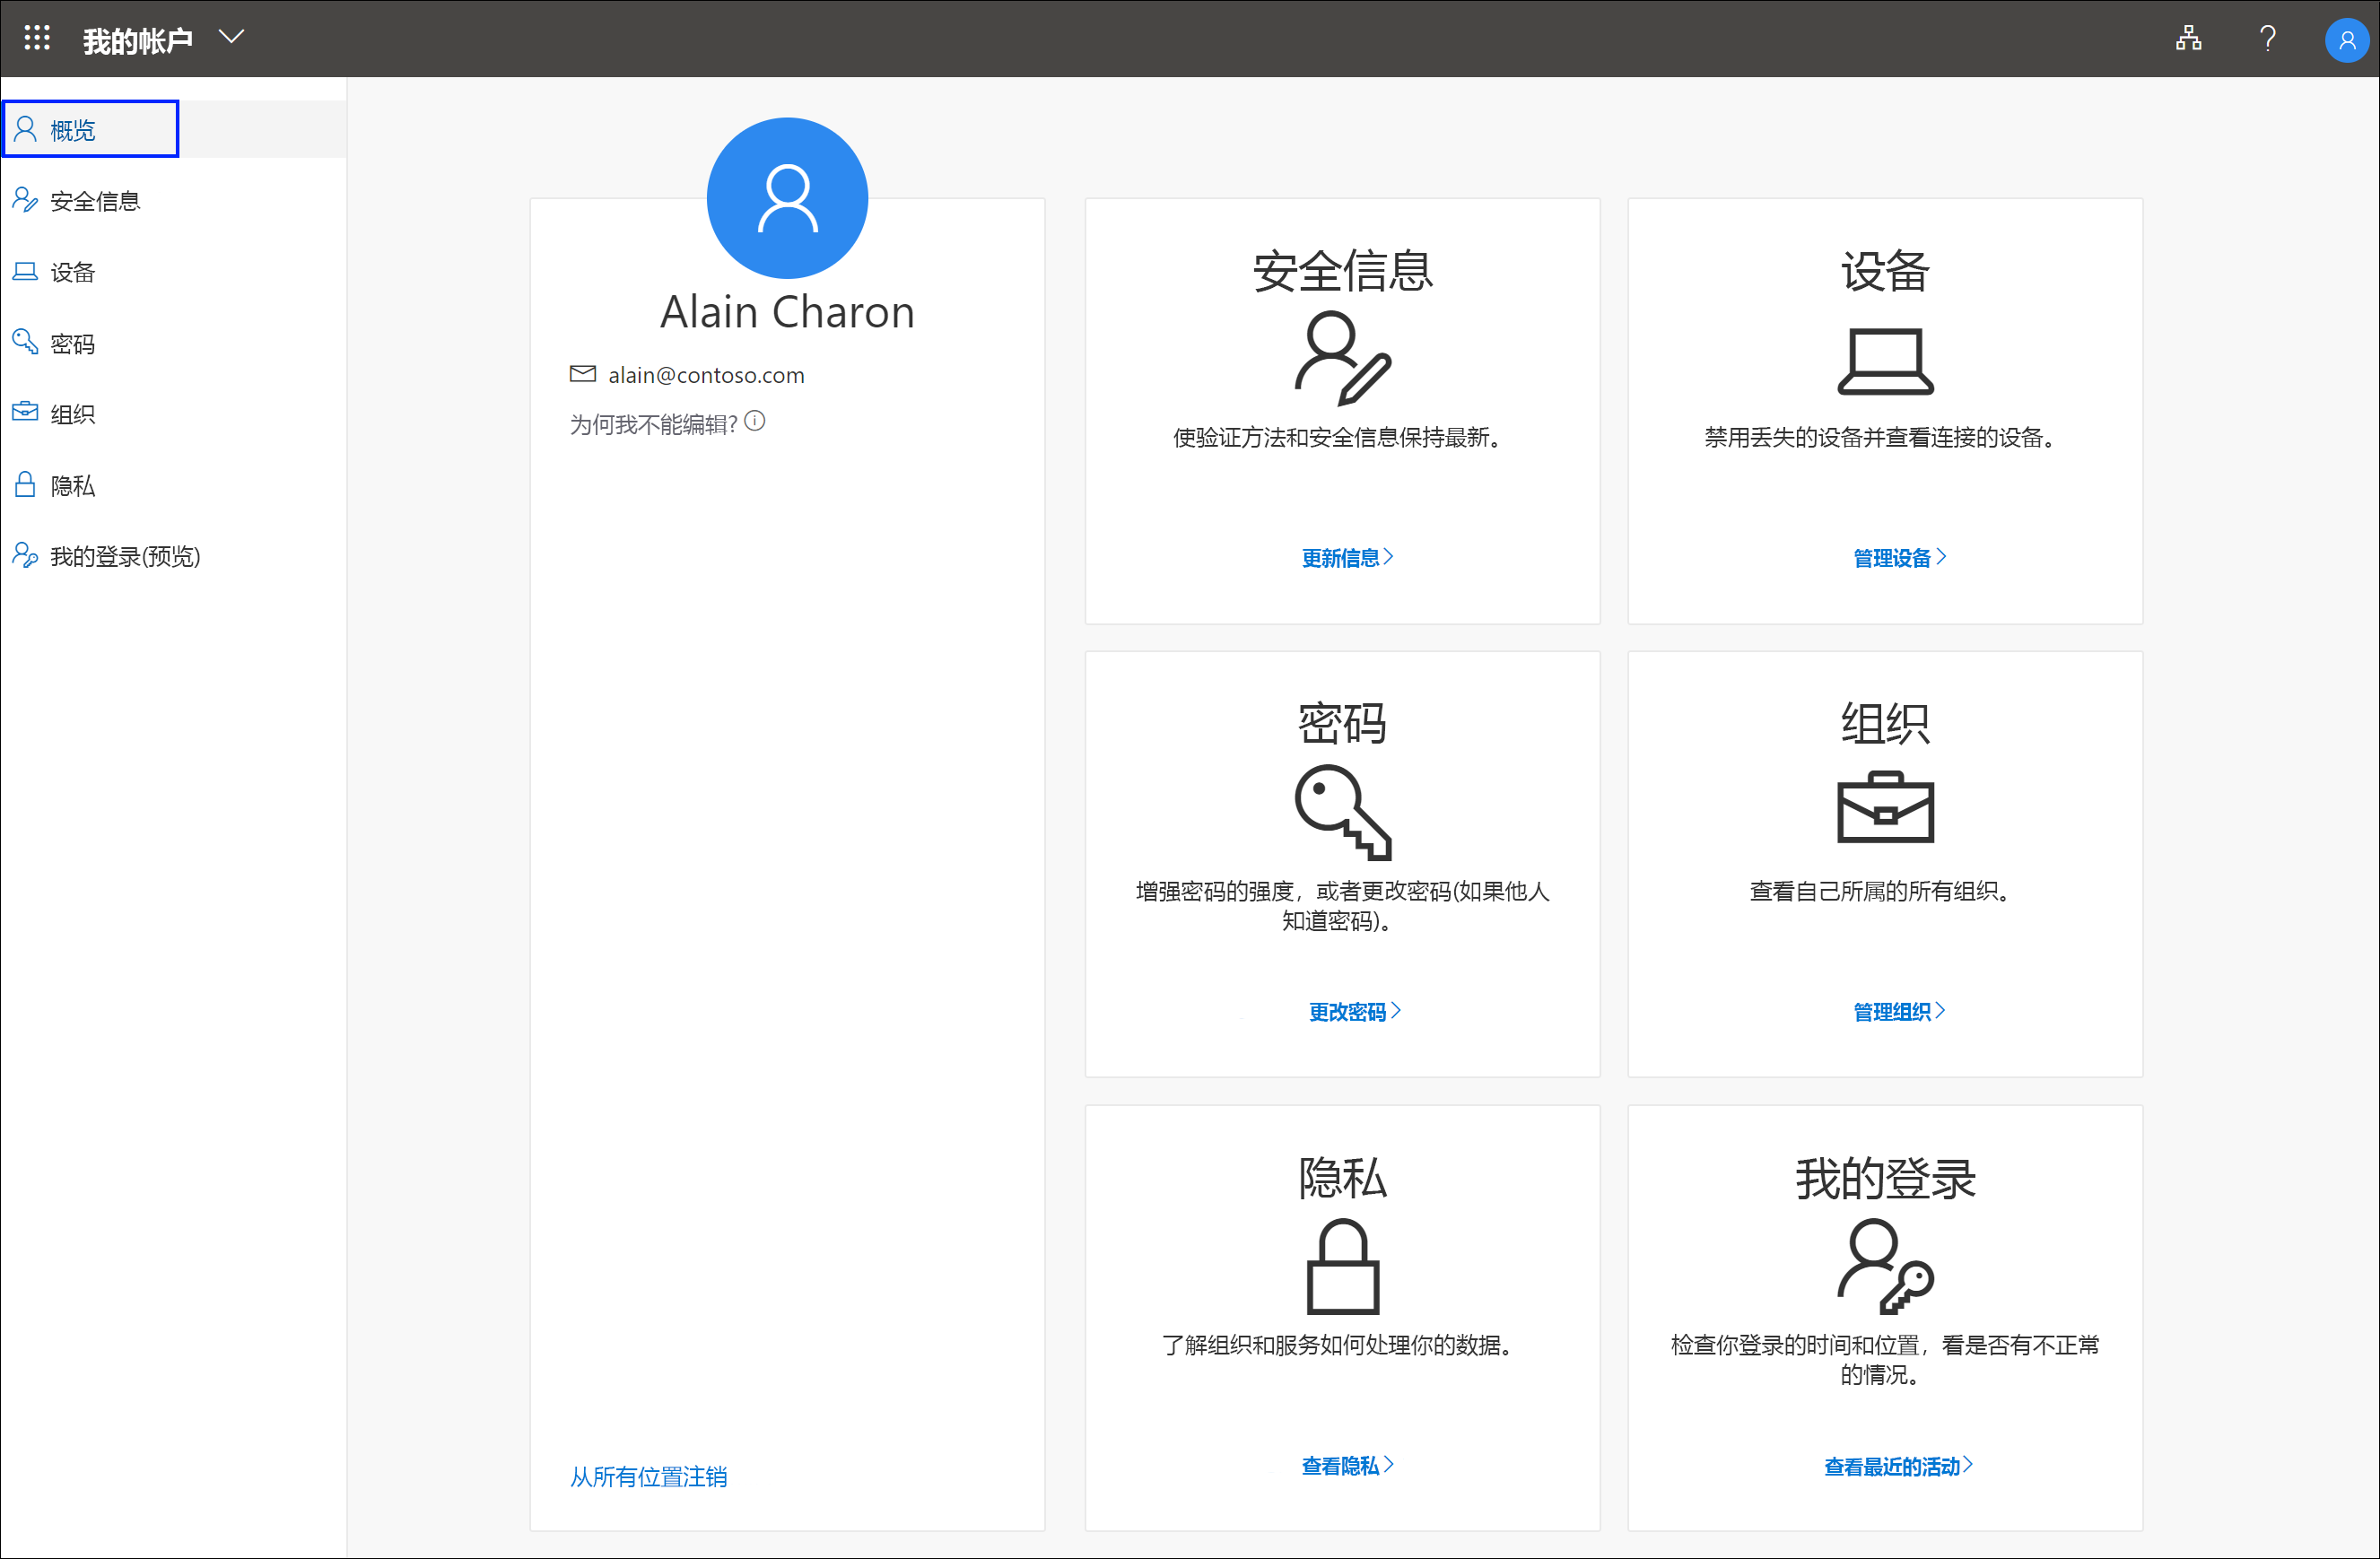 我的帐户
概览
安全信息
设备
密码
组织
隐私
我的登录(预览)
Alain Charon
alain@contoso.com
为何我不能编辑?
从所有位置注销
安全信息
使验证方法和安全信息保持最新。
更新信息
设备
禁用丢失的设备并查看连接的设备。
管理设备
密码
增强密码的强度，或者更改密码(如果他人
知道密码)。
更改密码
组织
查看自己所属的所有组织。
管理组织
隐私
了解组织和服务如何处理你的数据。
查看隐私
我的登录
检查你登录的时间和位置，看是否有不正常
的情况。
查看最近的活动